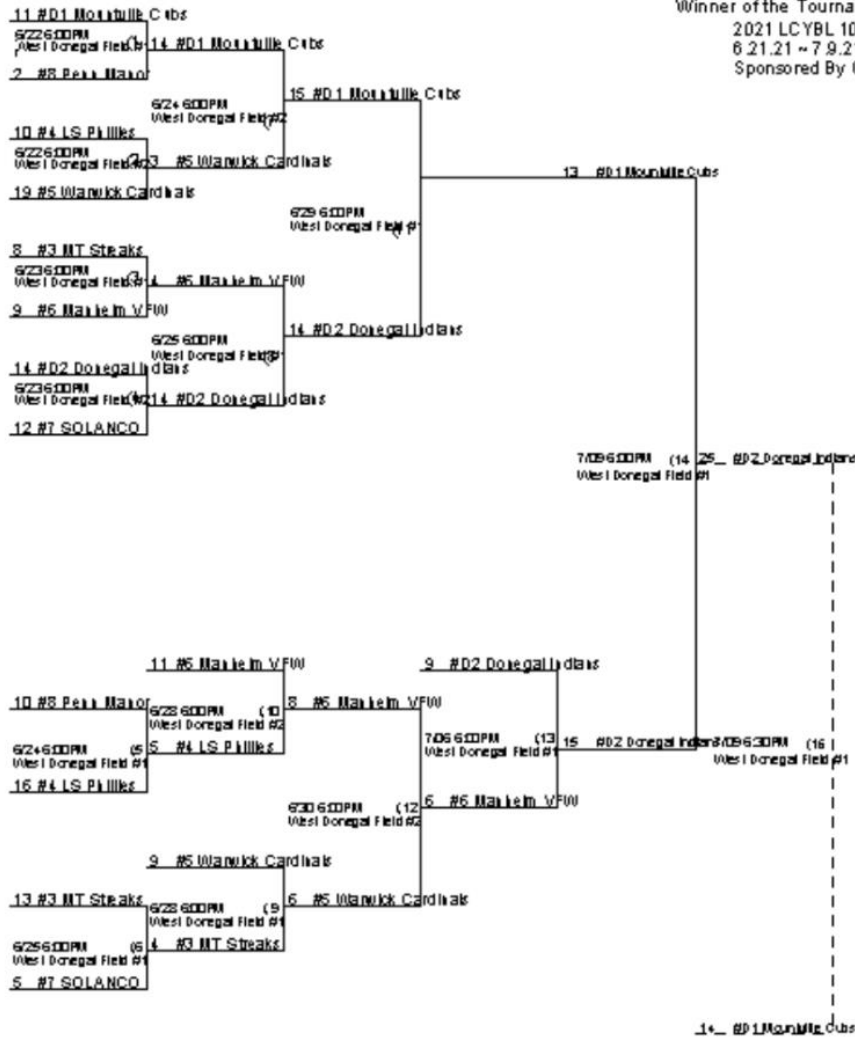 Winner of the Tourna
2021 LCYBL 10
6.21.21 ~ 7.9.2
Sponsored By
11 #D1 Mountville Cubs
6/22 6:00PM
West Donegal Field
14 #D1 Mountville Cubs
2 #8 Penn Manor
15 #D1 Mountville Cubs
6/24 6:00PM
West Donegal Field #2
10 #4 LS Phillies
6/22 6:00PM
West Donegal Field #2
3 #5 Warwick Cardinals
19 #5 Warwick Cardinals
13 #D1 Mountville Cubs
6/29 6:00PM
West Donegal Field #1
8 #3 MT Streaks
6/23 6:00PM
West Donegal Field #1
4 #6 Manheim VFW
9 #6 Manheim VFW
14 #D2 Donegal Indians
6/25 6:00PM
West Donegal Field #1
14 #D2 Donegal Indians
6/23 6:00PM
West Donegal Field #2
14 #D2 Donegal Indians
12 #7 SOLANCO
7/09 6:00PM (14
West Donegal Field #1
25 #D2 Donegal Indians
11 #6 Manheim VFW
9 #D2 Donegal Indians
10 #8 Penn Manor
6/28 6:00PM (10
West Donegal Field #2
8 #6 Manheim VFW
6/24 6:00PM (5
West Donegal Field #1
5 #4 LS Phillies
7/06 6:00PM (13
West Donegal Field #1
15 #D2 Donegal Indians
7/09 6:30PM (16
West Donegal Field #1
16 #4 LS Phillies
6/30 6:00PM (12
West Donegal Field #2
6 #6 Manheim VFW
9 #5 Warwick Cardinals
13 #3 MT Streaks
6/28 6:00PM (9
West Donegal Field #1
6 #5 Warwick Cardinals
6/25 6:00PM (6
West Donegal Field #1
4 #3 MT Streaks
5 #7 SOLANCO
14 #D1 Mountville Cubs